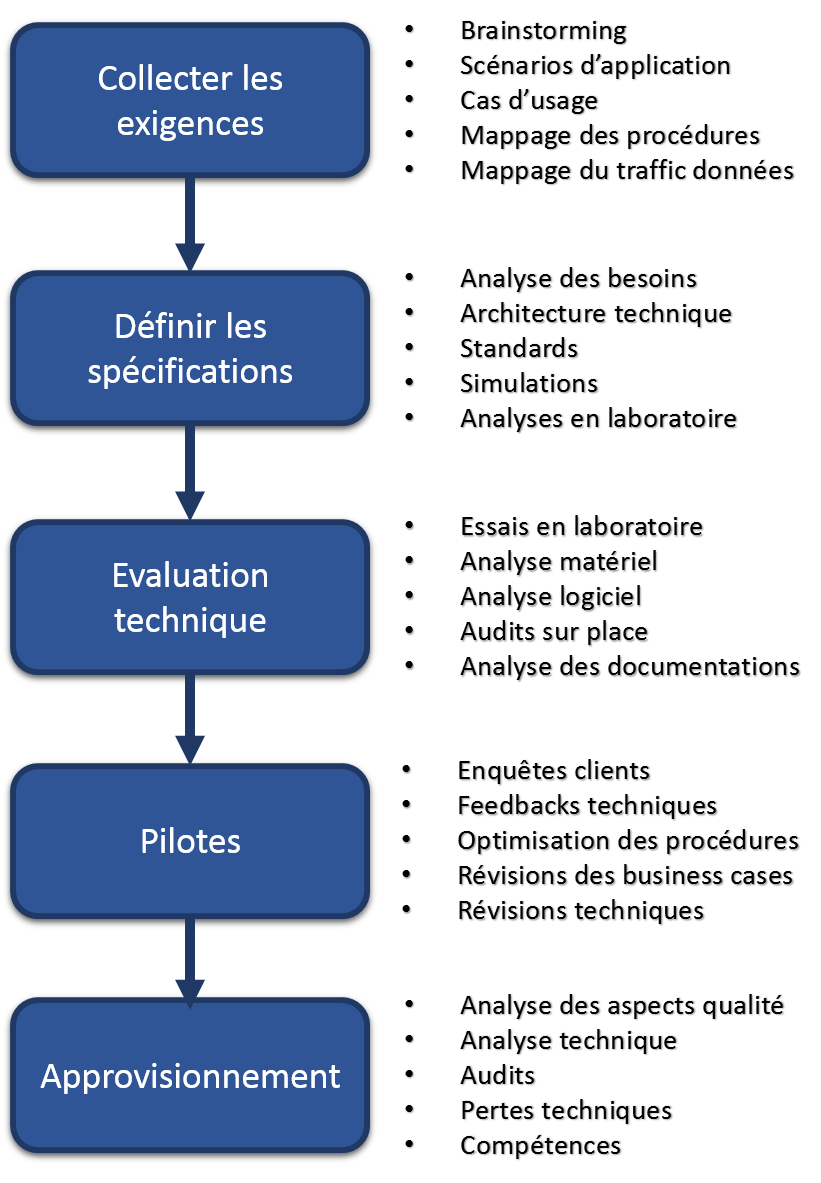 Collecter les
exigences
• Brainstorming
• Scénarios d’application
• Cas d’usage
• Mappage des procédures
• Mappage du traffic données
Définir les
spécifications
• Analyse des besoins
• Architecture technique
• Standards
• Simulations
• Analyses en laboratoire
Evaluation
technique
• Essais en laboratoire
• Analyse matériel
• Analyse logiciel
• Audits sur place
• Analyse des documentations
Pilotes
• Enquêtes clients
• Feedbacks techniques
• Optimisation des procédures
• Révisions des business cases
• Révisions techniques
Approvisionnement
• Analyse des aspects qualité
• Analyse technique
• Audits
• Pertes techniques
• Compétences